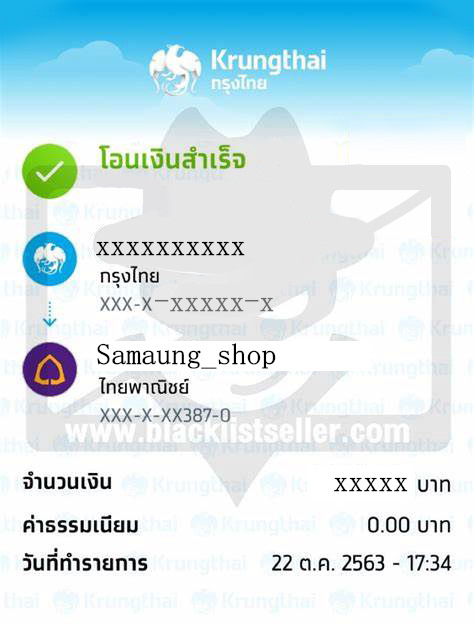 Krungthai
กรุงไทย
โอนเงินสำเร็จ
xxxxxxxxxx
กรุงไทย
XXX-X-xxxxx-x
Samaung_shop
ไทยพาณิชย์
XXX-X-XX387-0
www.blacklistseller.com
จำนวนเงิน xxxxx บาท
ค่าธรรมเนียม 0.00 บาท
วันที่ทำรายการ 22 ต.ค. 2563 - 17:34